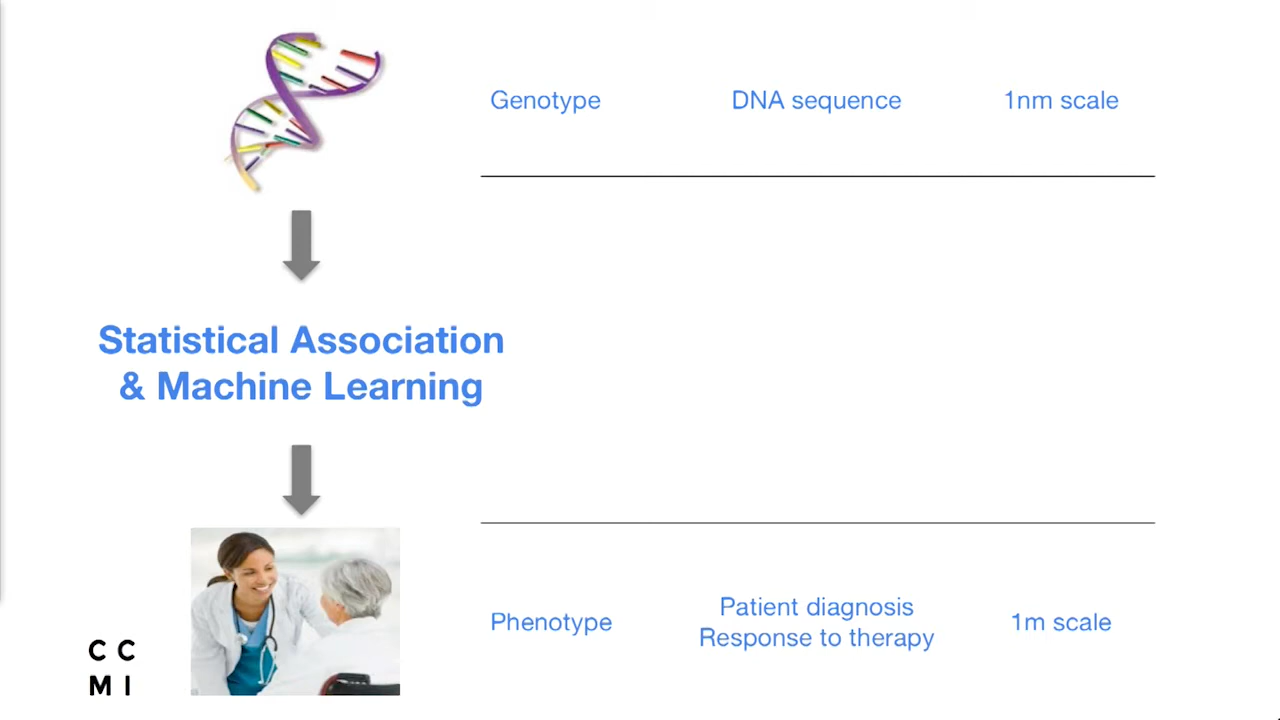 Genotype
DNA sequence
1nm scale
Statistical Association
& Machine Learning
Phenotype
Patient diagnosis
Response to therapy
1m scale
C C
M I